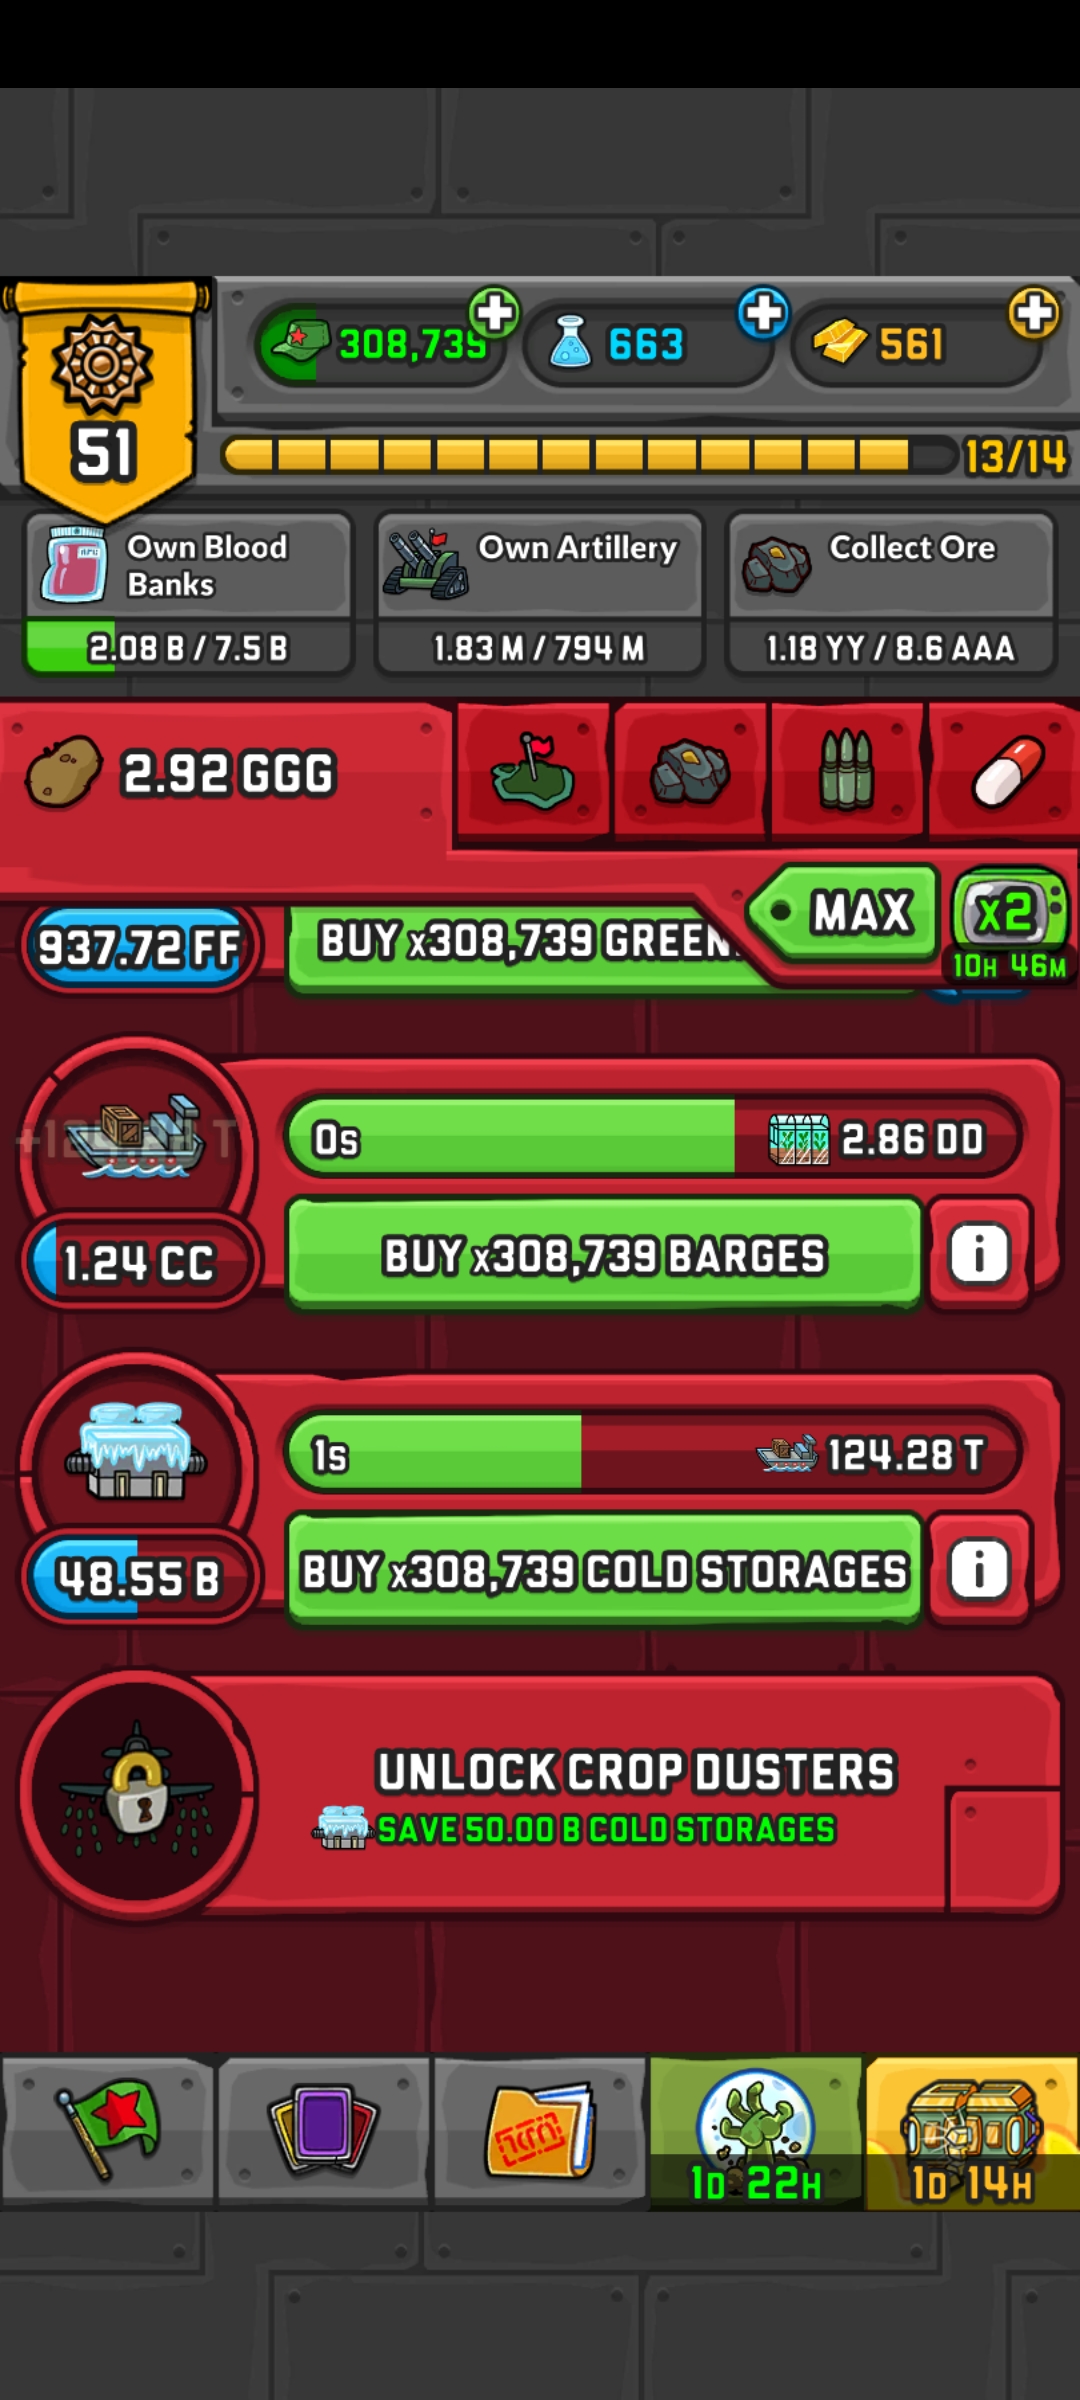 308,739
663
561
51
13/14
Own Blood
Banks
2.08 B / 7.5 B
Own Artillery
1.83 M / 794 M
Collect Ore
1.18 YY / 8.6 AAA
2.92 GGG
MAX
x2
10H 46M
937.72 FF
BUY x308,739 GREEN
0s
2.86 DD
1.24 CC
BUY x308,739 BARGES
i
1s
124.28 T
48.55 B
BUY x308,739 COLD STORAGES
i
UNLOCK CROP DUSTERS
SAVE 50.00 B COLD STORAGES
1D 22H
1D 14H